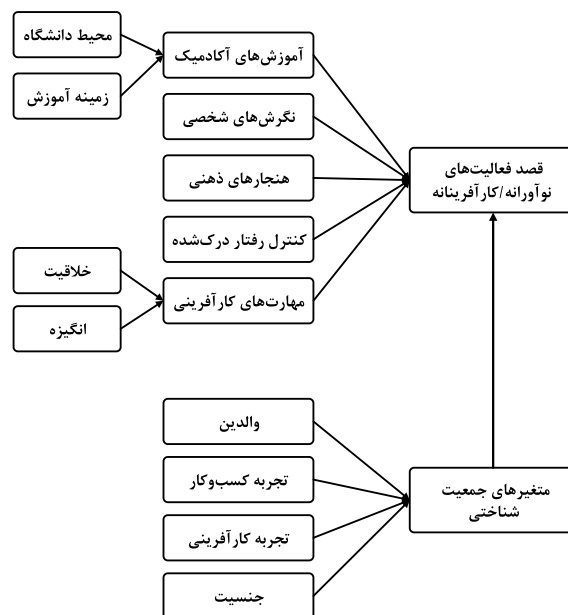 محیط دانشگاه
آموزش‌های آکادمیک
زمینه آموزش
نگرش‌های شخصی
قصد فعالیت‌های
نوآورانه/کارآفرینانه
هنجارهای ذهنی
کنترل رفتار درک‌شده
خلاقیت
مهارت‌های کارآفرینی
انگیزه
والدین
تجربه کسب‌وکار
متغیرهای جمعیت
شناختی
تجربه کارآفرینی
جنسیت